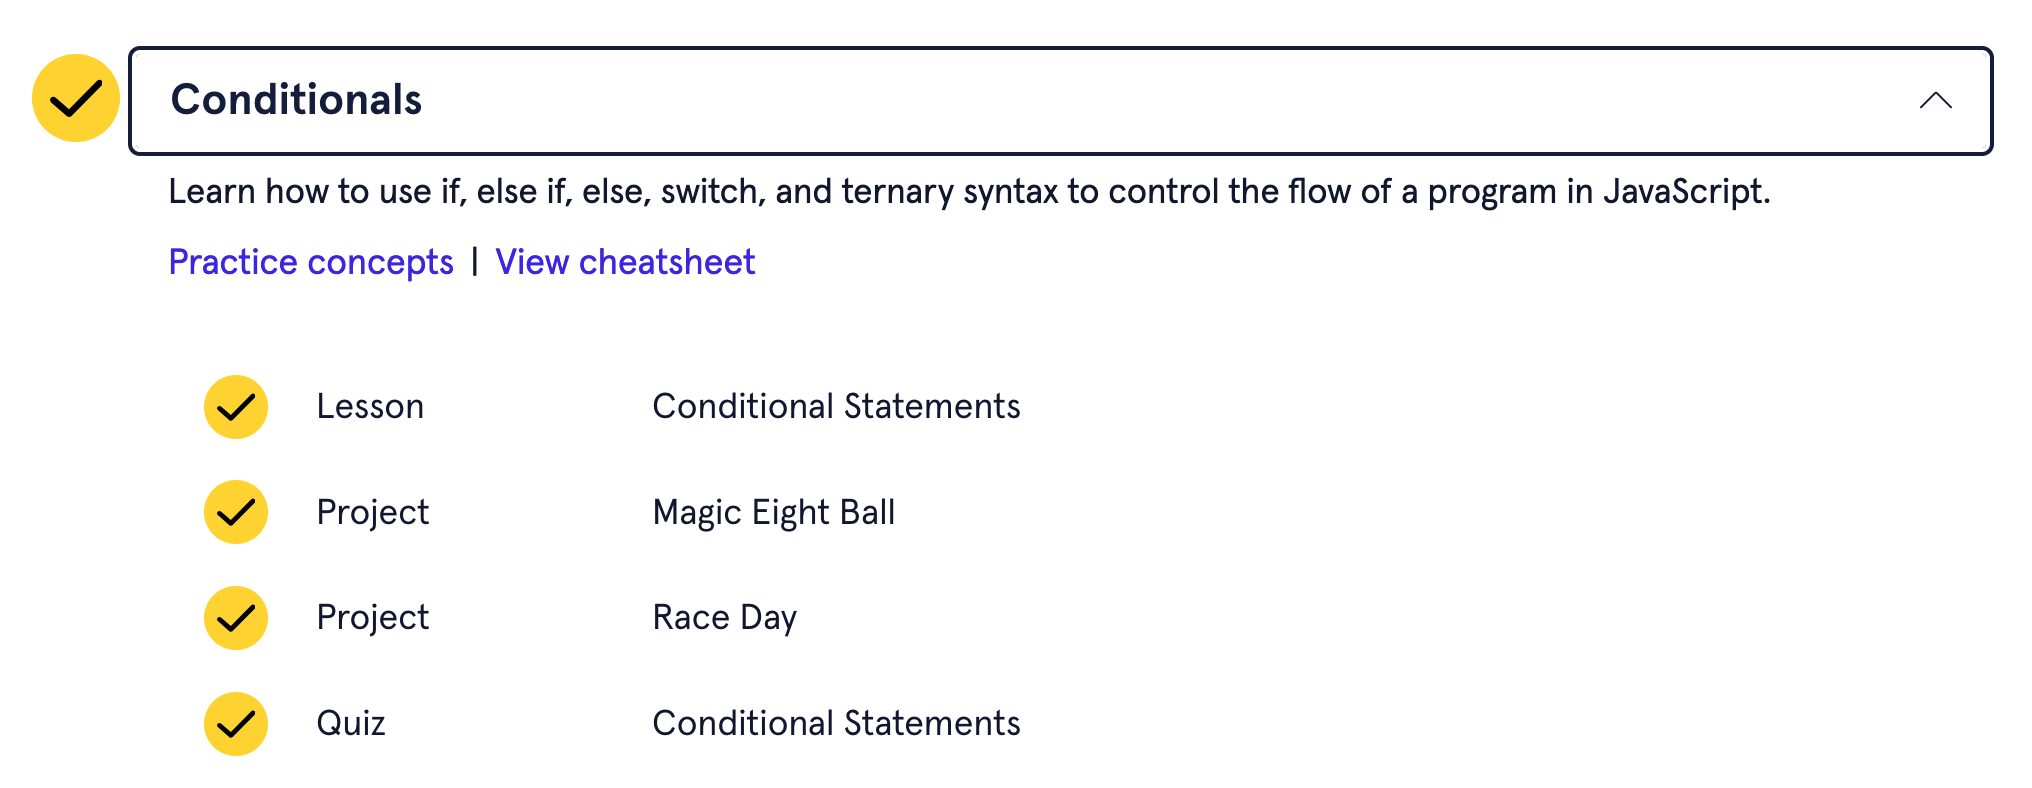 Conditionals
Learn how to use if, else if, else, switch, and ternary syntax to control the flow of a program in JavaScript.
Practice concepts | View cheatsheet
Lesson Conditional Statements
Project Magic Eight Ball
Project Race Day
Quiz Conditional Statements